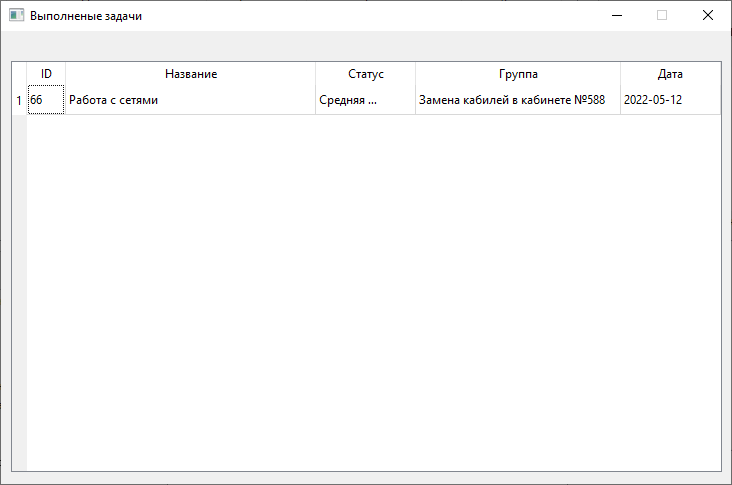 Выполненые задачи
ID Название Статус Группа Дата
1 66 Работа с сетями Средняя ... Замена кабилей в кабинете №588 2022-05-12